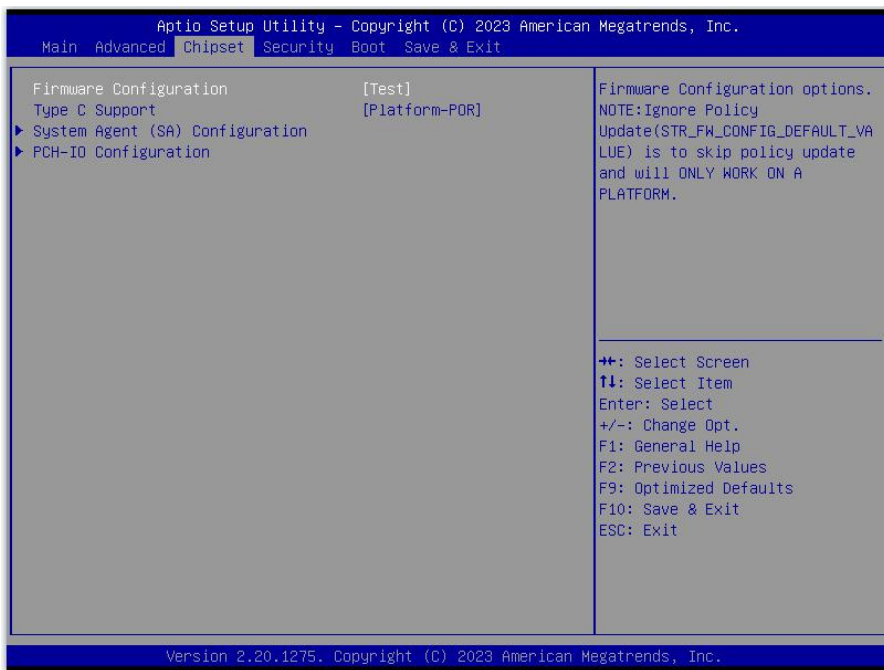 Aptio Setup Utility – Copyright (C) 2023 American Megatrends, Inc.
Main Advanced Chipset Security Boot Save & Exit
Firmware Configuration [Test]
Type C Support [Platform-POR]
▶ System Agent (SA) Configuration
▶ PCH-IO Configuration
Firmware Configuration options.
NOTE:Ignore Policy
Update(STR_FW_CONFIG_DEFAULT_VA
LUE) is to skip policy update
and will ONLY WORK ON A
PLATFORM.
→←: Select Screen
↑↓: Select Item
Enter: Select
+/-: Change Opt.
F1: General Help
F2: Previous Values
F9: Optimized Defaults
F10: Save & Exit
ESC: Exit
Version 2.20.1275. Copyright (C) 2023 American Megatrends, Inc.